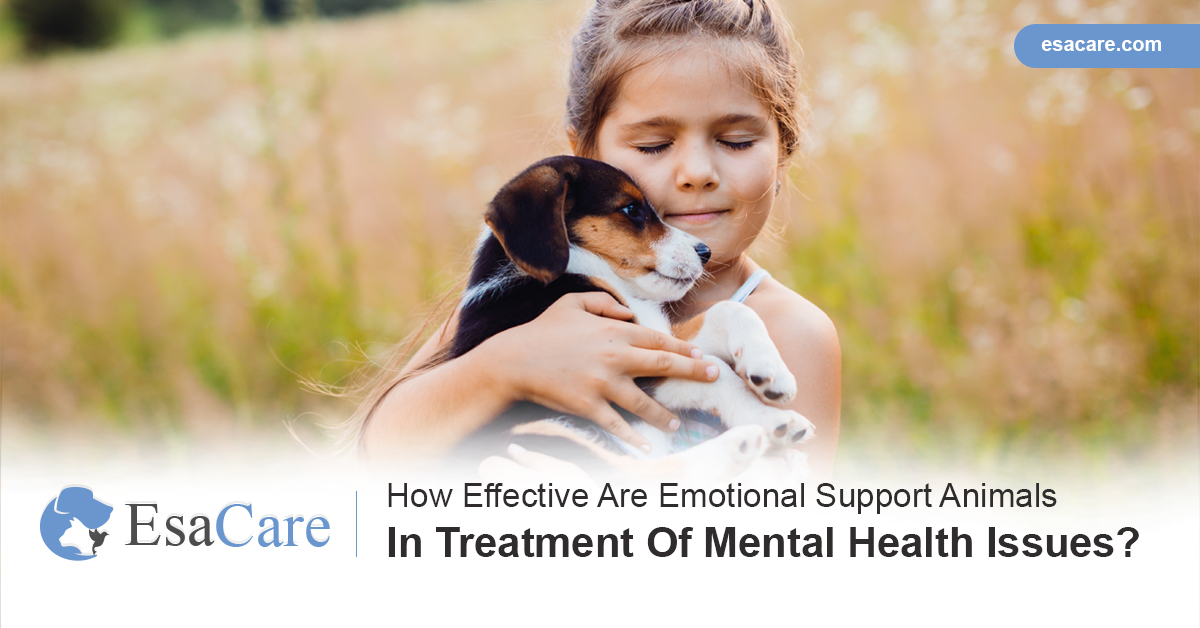 esacare.com
EsaCare
How Effective Are Emotional Support Animals
In Treatment Of Mental Health Issues?